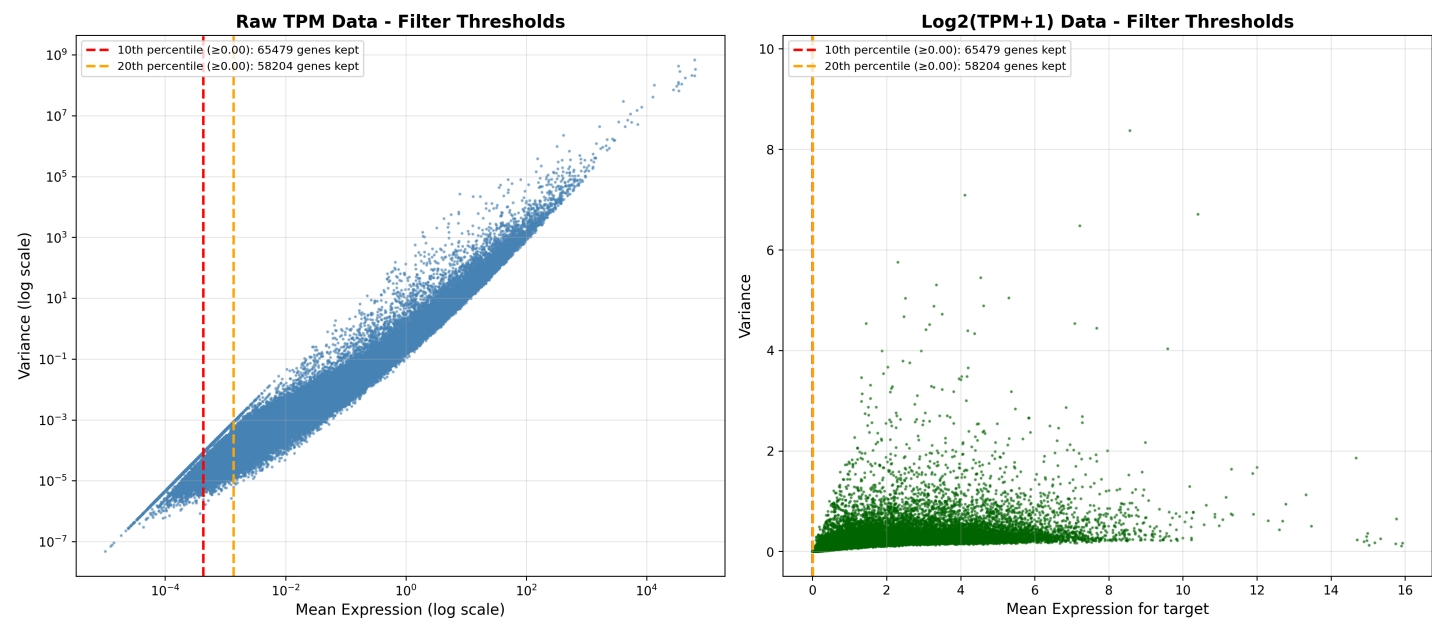 Raw TPM Data - Filter Thresholds
10th percentile (≥0.00): 65479 genes kept
20th percentile (≥0.00): 58204 genes kept
10⁹
10⁷
10⁵
10³
10¹
10⁻¹
10⁻³
10⁻⁵
10⁻⁷
Variance (log scale)
10⁻⁴ 10⁻² 10⁰ 10² 10⁴
Mean Expression (log scale)
Log2(TPM+1) Data - Filter Thresholds
10th percentile (≥0.00): 65479 genes kept
20th percentile (≥0.00): 58204 genes kept
10
8
6
4
2
0
Variance
0 2 4 6 8 10 12 14 16
Mean Expression for target